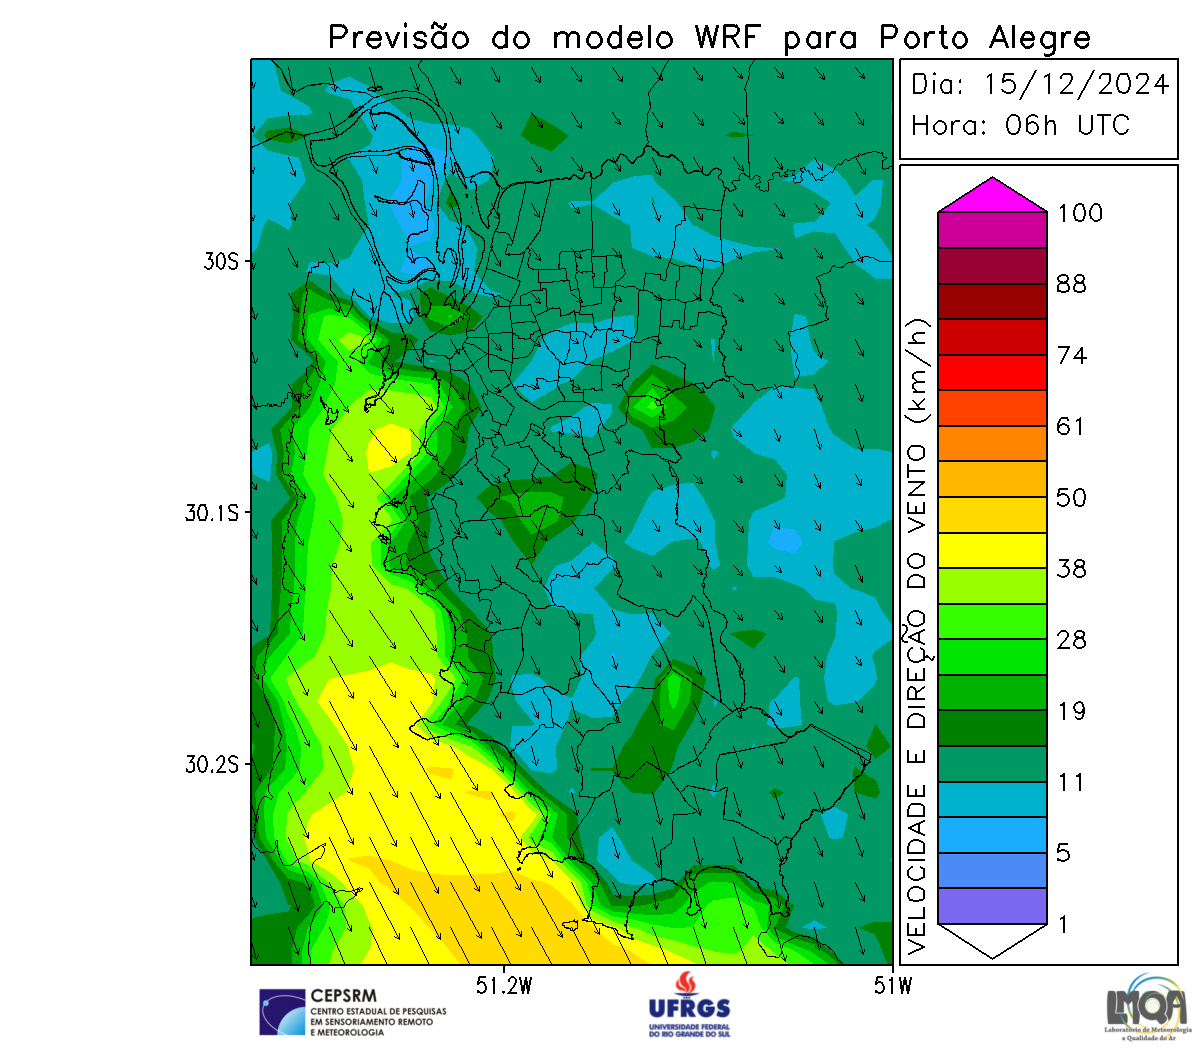 Previsão do modelo WRF para Porto Alegre
Dia: 15/12/2024
Hora: 06h UTC
100
88
74
61
50
38
28
19
11
5
1
VELOCIDADE E DIREÇÃO DO VENTO (km/h)
30S
30.1S
30.2S
51.2W
51W
CEPSRM
CENTRO ESTADUAL DE PESQUISAS
EM SENSORIAMENTO REMOTO
E METEOROLOGIA
UFRGS
UNIVERSIDADE FEDERAL
DO RIO GRANDE DO SUL
LMQA
Laboratório de Meteorologia
e Qualidade do Ar